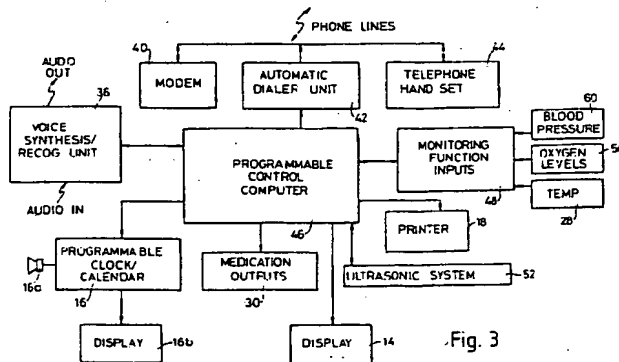 PHONE LINES
40
44
MODEM
AUTOMATIC
DIALER UNIT
42
TELEPHONE
HAND SET
AUDIO
OUT
36
VOICE
SYNTHESIS/
RECOG UNIT
AUDIO IN
PROGRAMMABLE
CONTROL
COMPUTER
46
MONITORING
FUNCTION
INPUTS
48
60
BLOOD
PRESSURE
OXYGEN
LEVELS
TEMP
28
PRINTER
18
PROGRAMMABLE
CLOCK/
CALENDAR
16
16a
MEDICATION
OUTPUTS
30'
ULTRASONIC SYSTEM
52
DISPLAY
16b
DISPLAY
14
Fig. 3